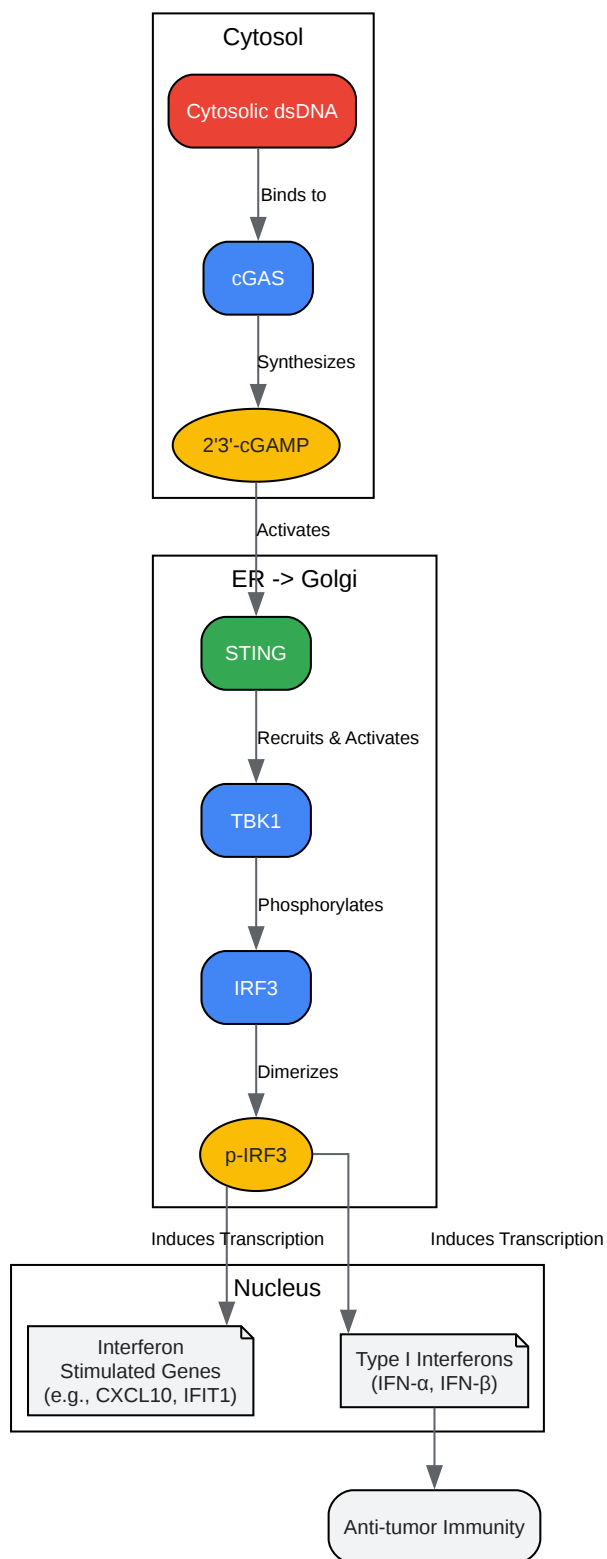 Cytosol
Cytosolic dsDNA
Binds to
cGAS
Synthesizes
2'3'-cGAMP
Activates
ER -> Golgi
STING
Recruits & Activates
TBK1
Phosphorylates
IRF3
Dimerizes
p-IRF3
Induces Transcription
Induces Transcription
Nucleus
Interferon
Stimulated Genes
(e.g., CXCL10, IFIT1)
Type I Interferons
(IFN-α, IFN-β)
Anti-tumor Immunity